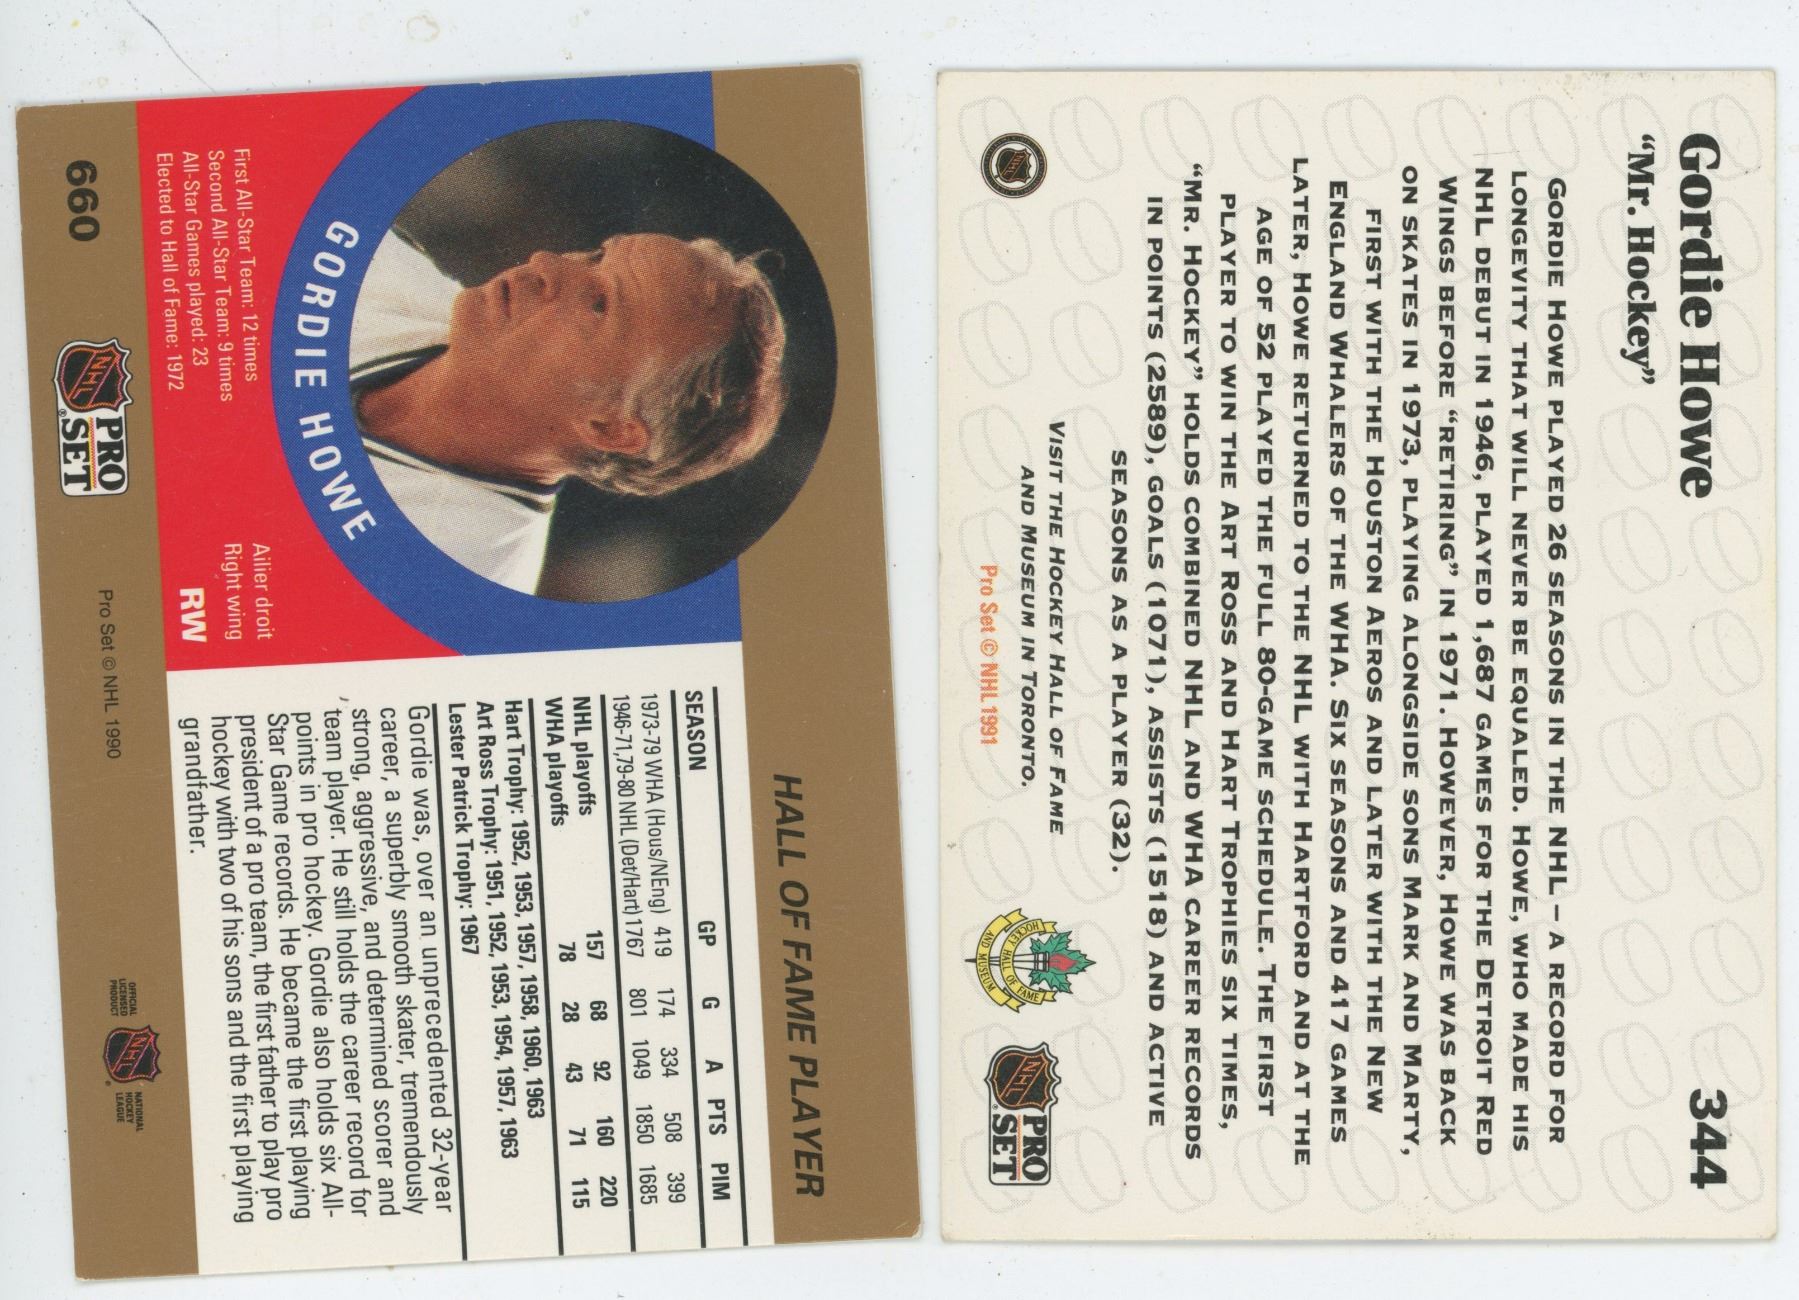 Gordie Howe
344
“Mr. Hockey”
GORDIE HOWE PLAYED 26 SEASONS IN THE NHL – A RECORD FOR
LONGEVITY THAT WILL NEVER BE EQUALED. HOWE, WHO MADE HIS
NHL DEBUT IN 1946, PLAYED 1,687 GAMES FOR THE DETROIT RED
WINGS BEFORE “RETIRING” IN 1971. HOWEVER, HOWE WAS BACK
ON SKATES IN 1973, PLAYING ALONGSIDE SONS MARK AND MARTY,
FIRST WITH THE HOUSTON AEROS AND LATER WITH THE NEW
ENGLAND WHALERS OF THE WHA. SIX SEASONS AND 417 GAMES
LATER, HOWE RETURNED TO THE NHL WITH HARTFORD AND AT THE
AGE OF 52 PLAYED THE FULL 80-GAME SCHEDULE. THE FIRST
PLAYER TO WIN THE ART ROSS AND HART TROPHIES SIX TIMES,
“MR. HOCKEY” HOLDS COMBINED NHL AND WHA CAREER RECORDS
IN POINTS (2589), GOALS (1071), ASSISTS (1518) AND ACTIVE
SEASONS AS A PLAYER (32).
VISIT THE HOCKEY HALL OF FAME
AND MUSEUM IN TORONTO.
Pro Set © NHL 1991
NHL
HOCKEY HALL OF FAME
AND MUSEUM
NHL
PRO
SET
HALL OF FAME PLAYER
GORDIE HOWE
First All-Star Team: 12 times
Second All-Star Team: 9 times
All-Star Games played: 23
Elected to Hall of Fame: 1972
Ailier droit
Right wing
RW
SEASON GP G A PTS PIM
1973-79 WHA (Hous/NEng) 419 174 334 508 399
1946-71,79-80 NHL (Det/Hart) 1767 801 1049 1850 1685
NHL playoffs 157 68 92 160 220
WHA playoffs 78 28 43 71 115
Hart Trophy: 1952, 1953, 1957, 1958, 1960, 1963
Art Ross Trophy: 1951, 1952, 1953, 1954, 1957, 1963
Lester Patrick Trophy: 1967
Gordie was, over an unprecedented 32-year
career, a superbly smooth skater, tremendously
strong, aggressive, and determined scorer and
team player. He still holds the career record for
points in pro hockey. Gordie also holds six All-
Star Game records. He became the first playing
president of a pro team, the first father to play pro
hockey with two of his sons and the first playing
grandfather.
660
NHL
PRO
SET
Pro Set © NHL 1990
OFFICIAL
LICENSED
PRODUCT
NHL
NATIONAL
HOCKEY
LEAGUE